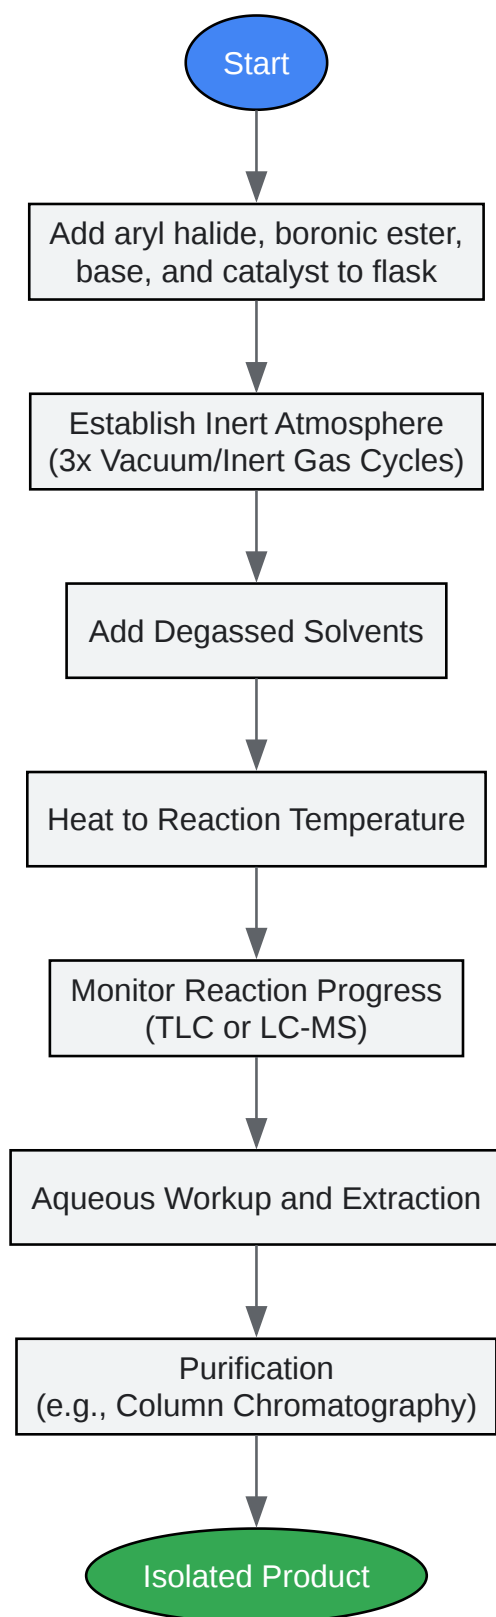 Start
Add aryl halide, boronic ester,
base, and catalyst to flask
Establish Inert Atmosphere
(3x Vacuum/Inert Gas Cycles)
Add Degassed Solvents
Heat to Reaction Temperature
Monitor Reaction Progress
(TLC or LC-MS)
Aqueous Workup and Extraction
Purification
(e.g., Column Chromatography)
Isolated Product